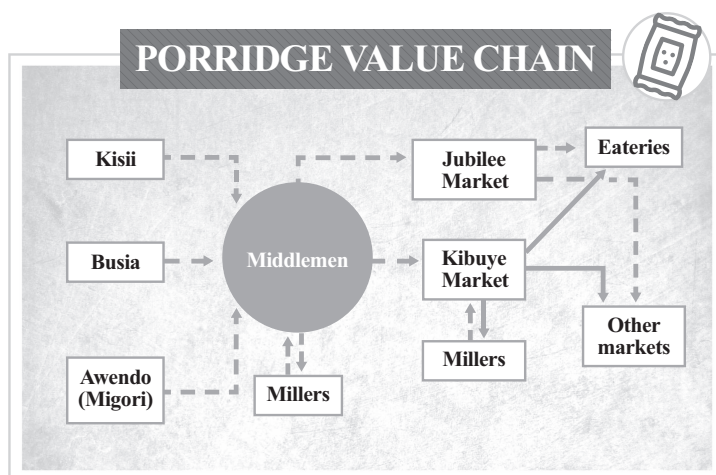 PORRIDGE VALUE CHAIN
Kisii
Busia
Awendo
(Migori)
Middlemen
Millers
Jubilee
Market
Kibuye
Market
Millers
Eateries
Other
markets